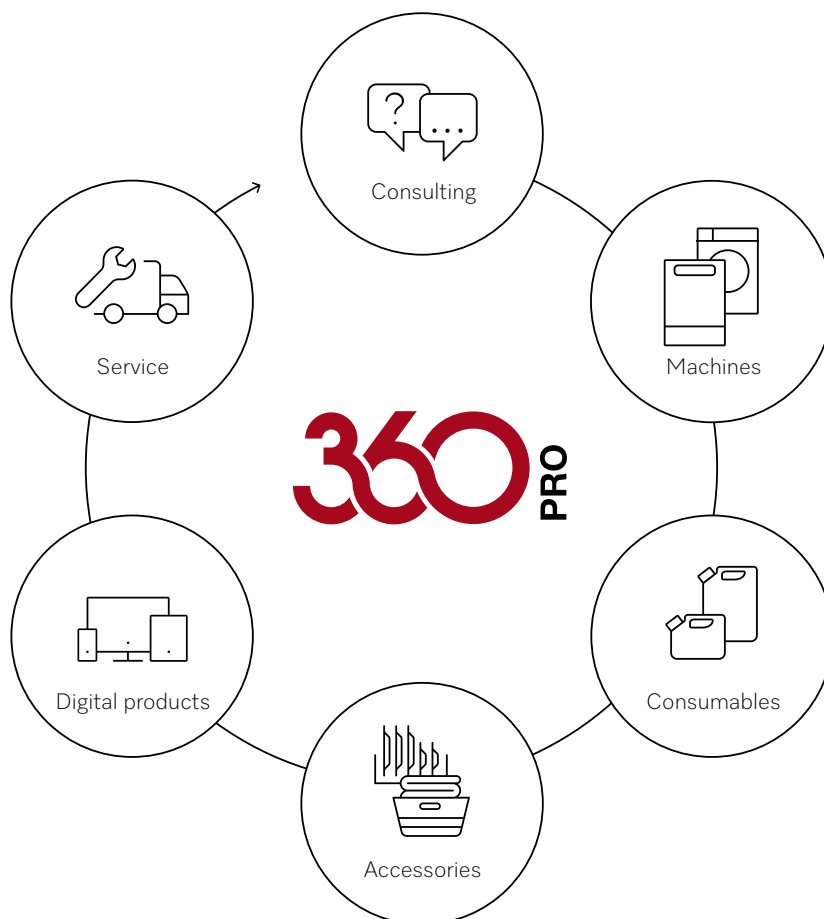 Consulting
Machines
Consumables
Accessories
Digital products
Service
360 PRO